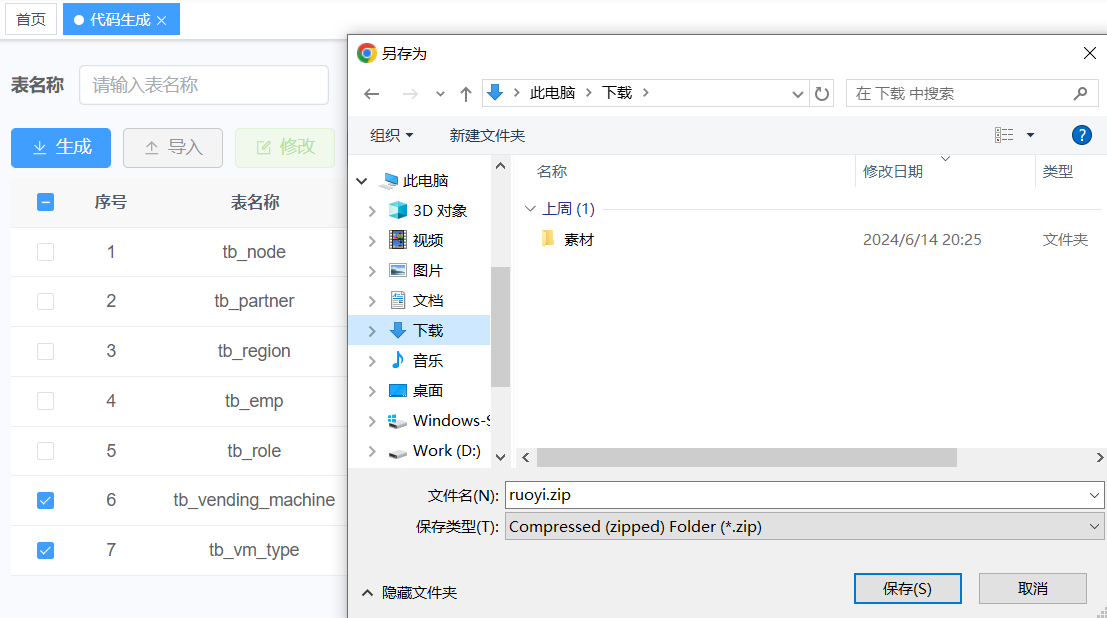 首页
代码生成
表名称
请输入表名称
生成
导入
修改
序号
表名称
1
tb_node
2
tb_partner
3
tb_region
4
tb_emp
5
tb_role
6
tb_vending_machine
7
tb_vm_type
另存为
此电脑
下载
在 下载 中搜索
组织
新建文件夹
?
此电脑
3D 对象
视频
图片
文档
下载
音乐
桌面
Windows-S
Work (D:)
名称
修改日期
类型
上周 (1)
素材
2024/6/14 20:25
文件夹
文件名(N):
ruoyi.zip
保存类型(T):
Compressed (zipped) Folder (*.zip)
隐藏文件夹
保存(S)
取消